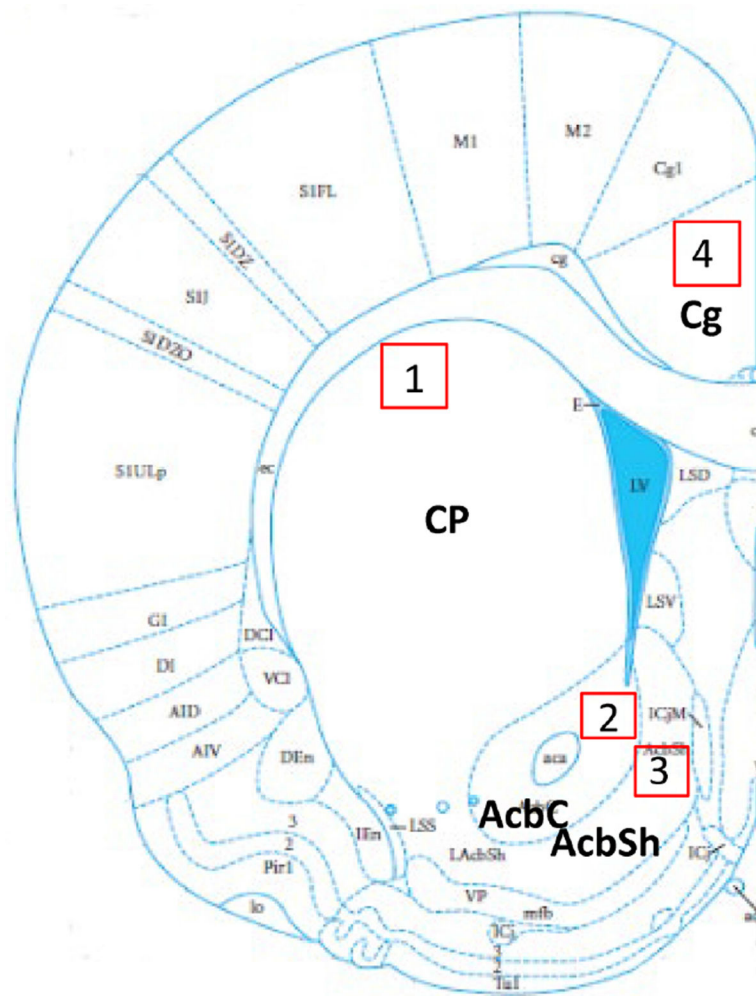 M1
M2
Cg1
S1FL
S1DZ
4
cg
S1J
Cg
S1DZO
1
E
S1ULp
ec
LV
LSD
CP
LSV
GI
DCl
DI
VCl
AID
2
ICjM
AIV
DEn
aca
AcbSh
3
AcbC
3
IEn
LSS
AcbSh
2
LAcbSh
ICj
Pir1
VP
lo
mfb
ICj
3
2
Tu1